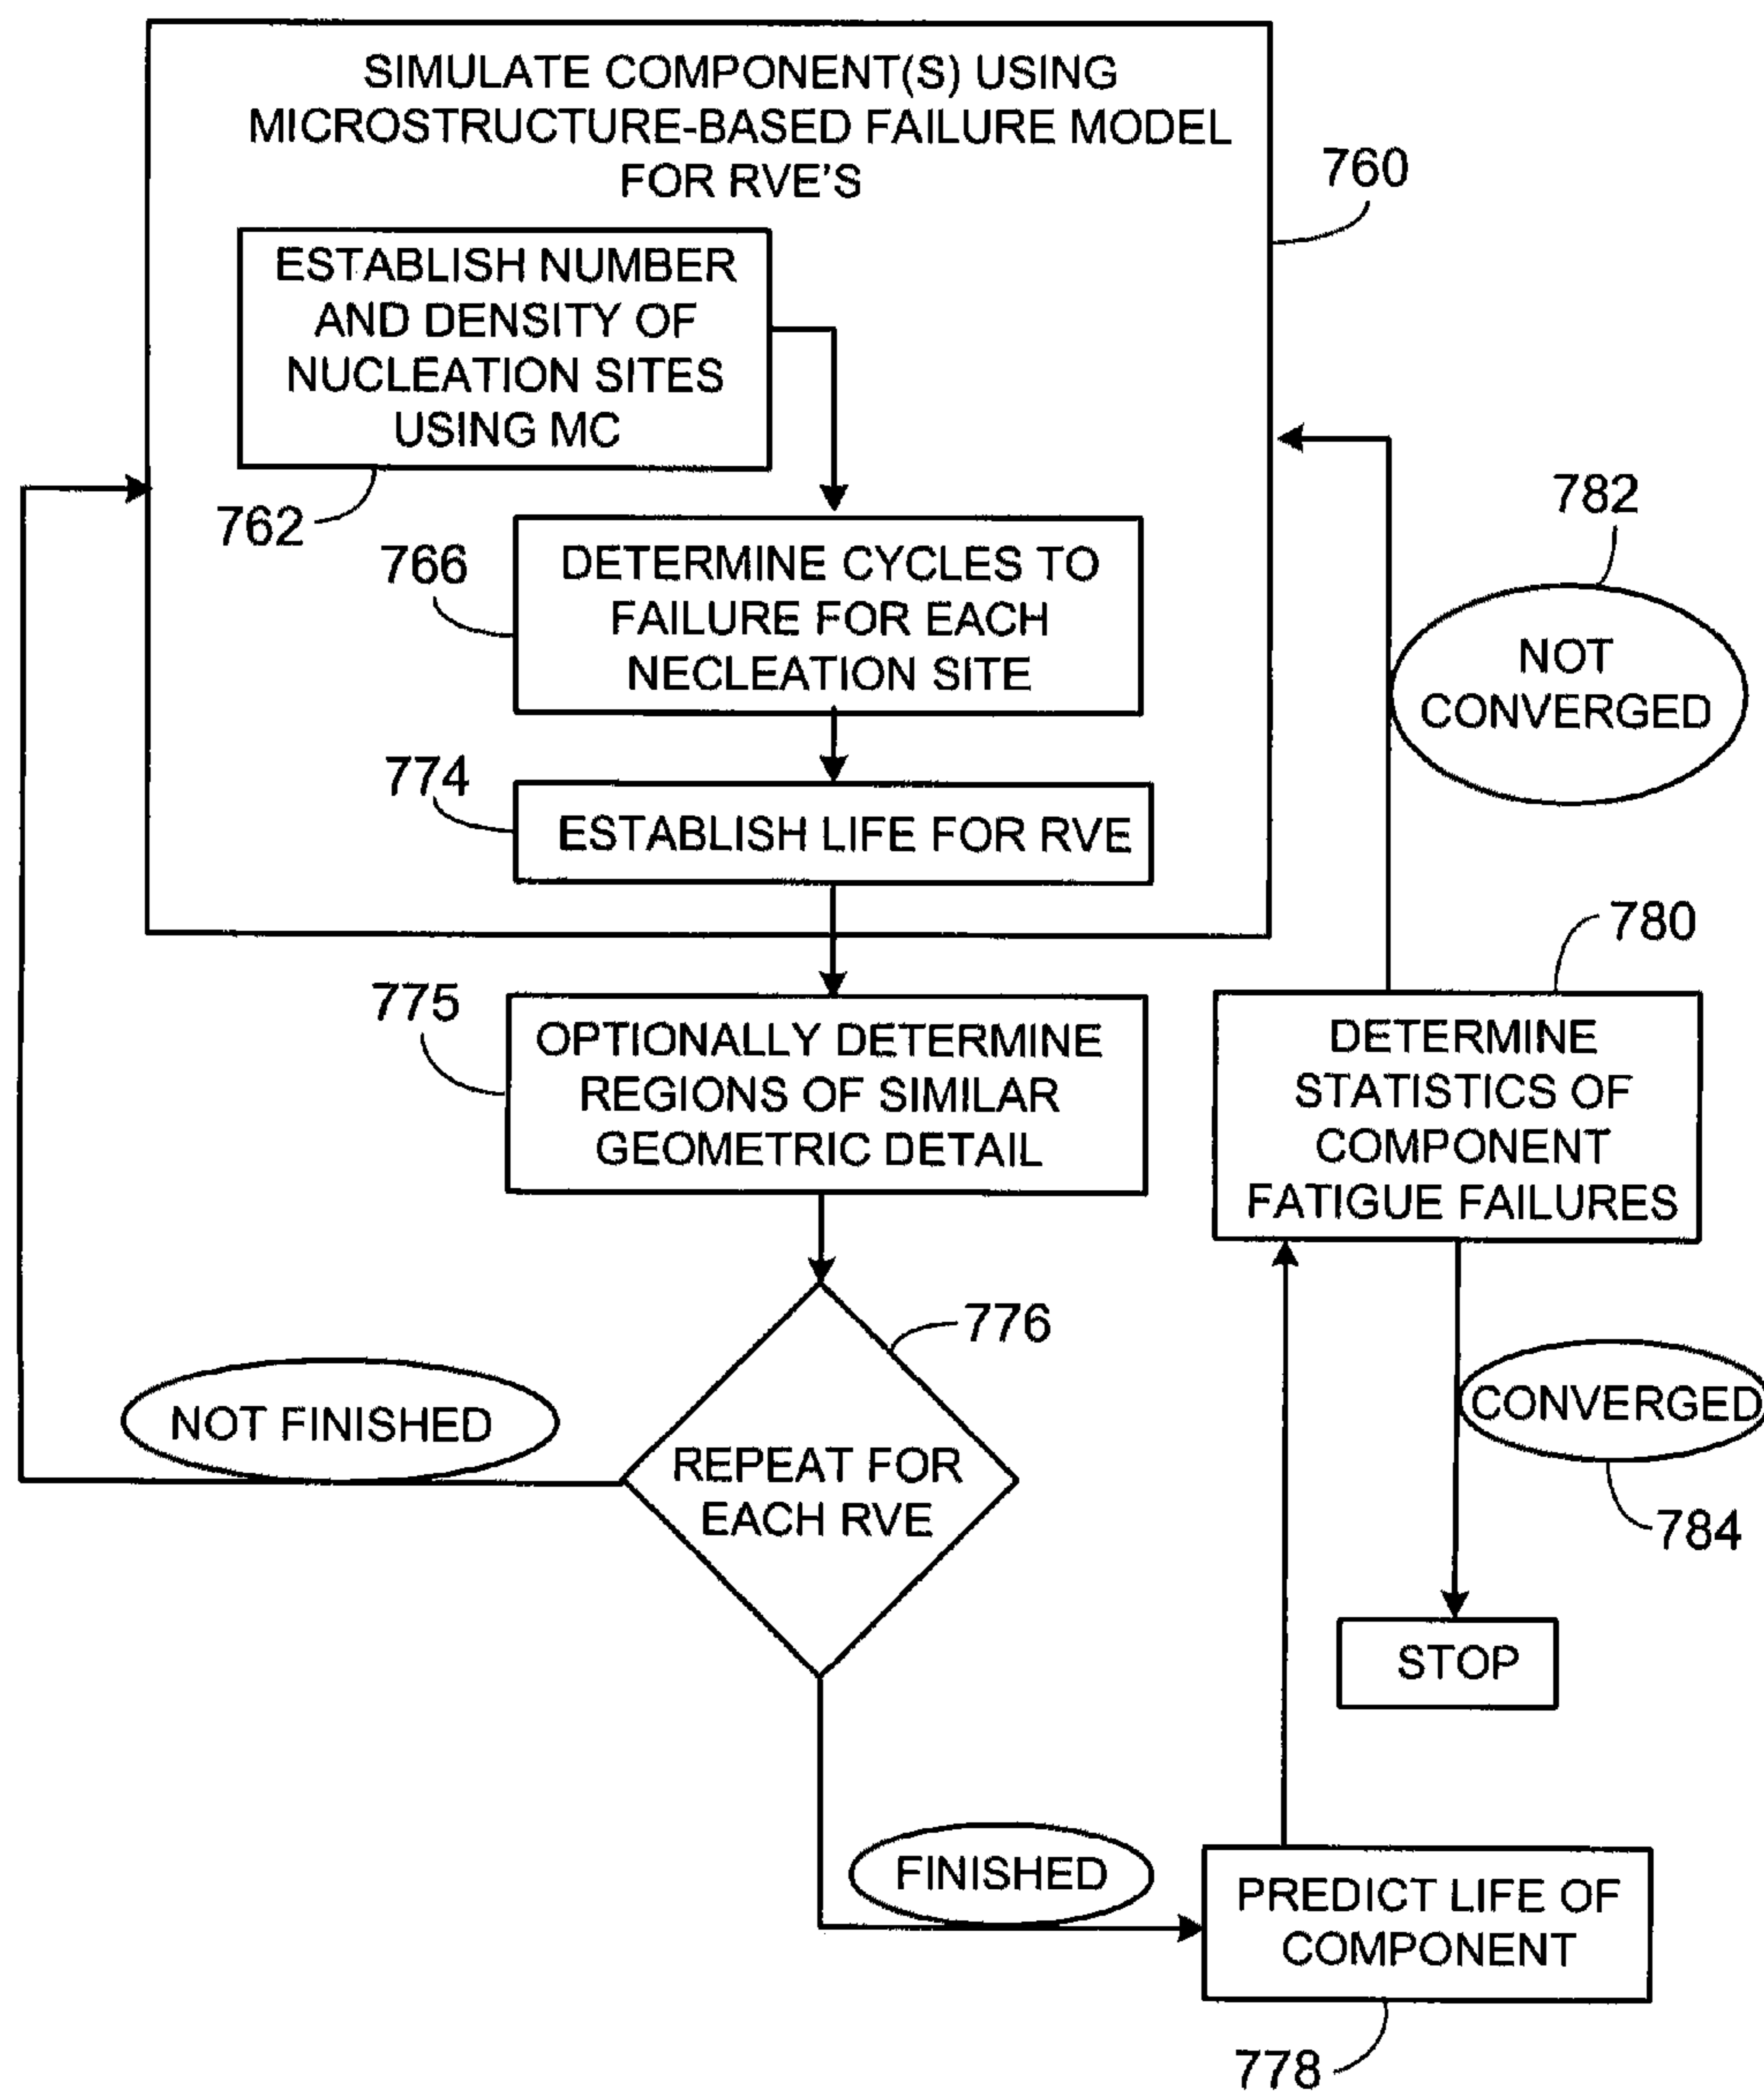 SIMULATE COMPONENT(S) USING
MICROSTRUCTURE-BASED FAILURE MODEL
FOR RVE'S
760
ESTABLISH NUMBER
AND DENSITY OF
NUCLEATION SITES
USING MC
762
766
DETERMINE CYCLES TO
FAILURE FOR EACH
NECLEATION SITE
782
NOT
CONVERGED
774
ESTABLISH LIFE FOR RVE
775
OPTIONALLY DETERMINE
REGIONS OF SIMILAR
GEOMETRIC DETAIL
780
DETERMINE
STATISTICS OF
COMPONENT
FATIGUE FAILURES
776
REPEAT FOR
EACH RVE
NOT FINISHED
CONVERGED
784
STOP
FINISHED
PREDICT LIFE OF
COMPONENT
778